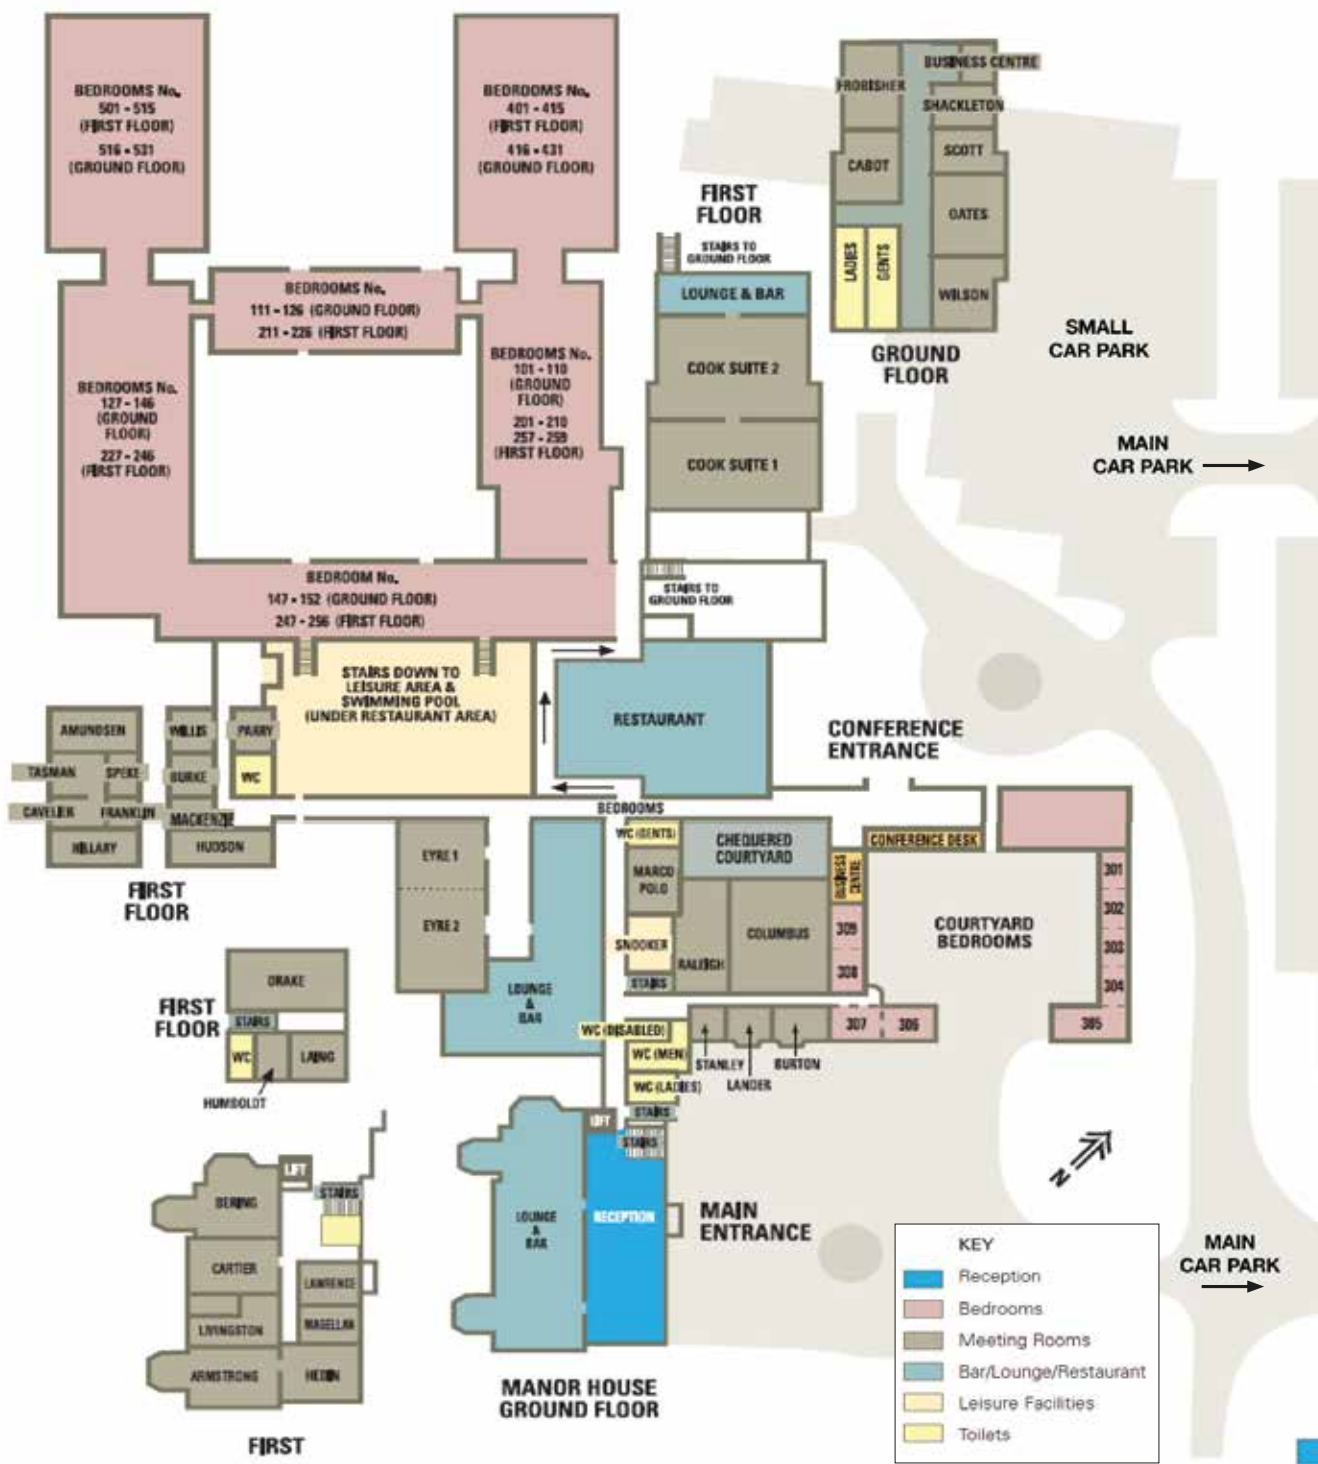 BEDROOMS No.
501 - 515
(FIRST FLOOR)
516 - 531
(GROUND FLOOR)
BEDROOMS No.
401 - 415
(FIRST FLOOR)
416 - 431
(GROUND FLOOR)
BEDROOMS No.
111 - 126 (GROUND FLOOR)
211 - 226 (FIRST FLOOR)
BEDROOMS No.
127 - 146
(GROUND
FLOOR)
227 - 246
(FIRST FLOOR)
BEDROOMS No.
101 - 110
(GROUND
FLOOR)
201 - 210
257 - 259
(FIRST FLOOR)
BEDROOM No.
147 - 152 (GROUND FLOOR)
247 - 256 (FIRST FLOOR)
FIRST
FLOOR
STAIRS TO
GROUND FLOOR
LOUNGE & BAR
COOK SUITE 2
COOK SUITE 1
STAIRS TO
GROUND FLOOR
FROBISHER
BUSINESS CENTRE
SHACKLETON
CABOT
SCOTT
OATES
LADIES
GENTS
WILSON
GROUND
FLOOR
SMALL
CAR PARK
MAIN
CAR PARK
STAIRS DOWN TO
LEISURE AREA &
SWIMMING POOL
(UNDER RESTAURANT AREA)
RESTAURANT
CONFERENCE
ENTRANCE
AMUNDSEN
WILLIS
PARRY
TASMAN
SPEKE
BURKE
WC
CAVELIER
FRANKLIN
MACKENZIE
HILLARY
HUDSON
FIRST
FLOOR
BEDROOMS
EYRE 1
EYRE 2
LOUNGE
&
BAR
WC (GENTS)
MARCO
POLO
SNOOKER
STAIRS
CHEQUERED
COURTYARD
RALEIGH
COLUMBUS
CONFERENCE DESK
BUSINESS
CENTRE
309
308
307
306
COURTYARD
BEDROOMS
301
302
303
304
305
WC (DISABLED)
WC (MEN)
WC (LADIES)
STAIRS
STANLEY
LANDER
BURTON
FIRST
FLOOR
DRAKE
STAIRS
WC
LAING
HUMBOLDT
LIFT
STAIRS
LOUNGE
&
BAR
RECEPTION
MAIN
ENTRANCE
MANOR HOUSE
GROUND FLOOR
BERING
LIFT
STAIRS
CARTIER
LAWRENCE
LIVINGSTON
MAGELLAN
ARMSTRONG
HEDIN
FIRST
N
MAIN
CAR PARK
KEY
Reception
Bedrooms
Meeting Rooms
Bar/Lounge/Restaurant
Leisure Facilities
Toilets